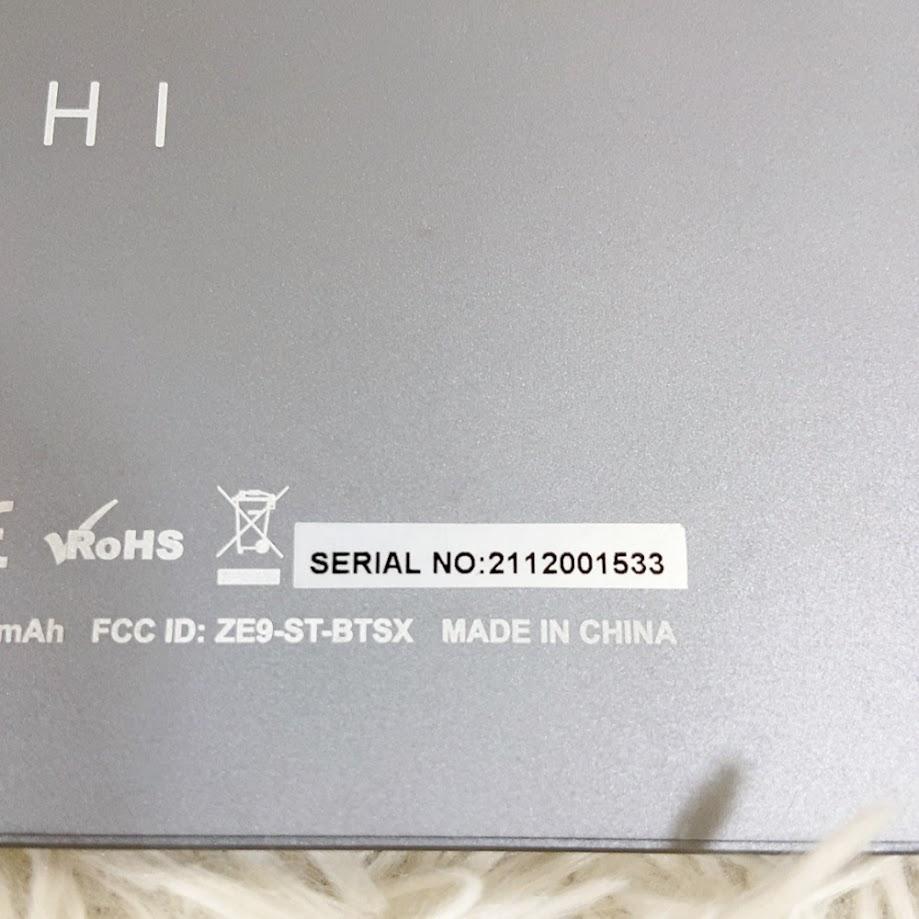 H I
E
RoHS
SERIAL NO:2112001533
mAh FCC ID: ZE9-ST-BTSX MADE IN CHINA